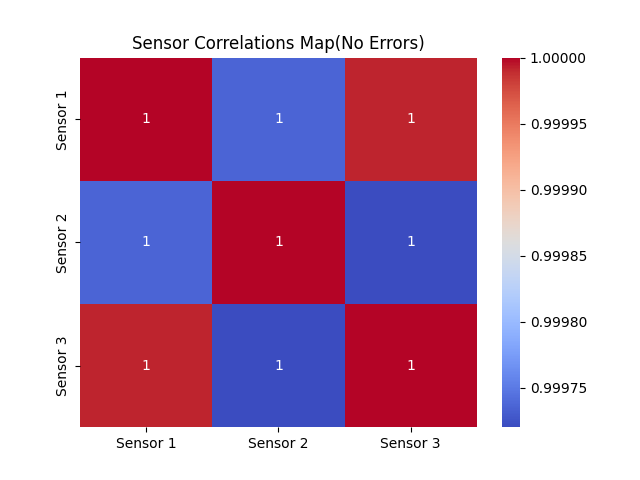 Sensor Correlations Map(No Errors)
Sensor 1
1
1
1
Sensor 2
1
1
1
Sensor 3
1
1
1
Sensor 1
Sensor 2
Sensor 3
1.00000
0.99995
0.99990
0.99985
0.99980
0.99975